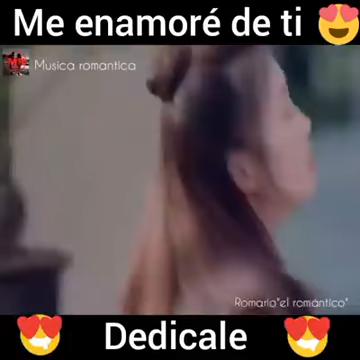 Me enamoré de ti 😍
Musica romantica
Romario"el romántico"
😍 Dedicale 😍